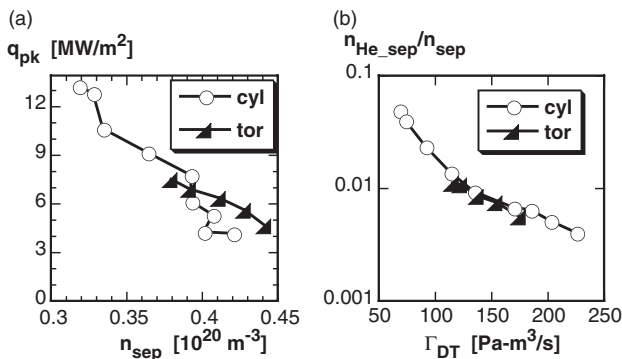 (a)
q_pk [MW/m²]
cyl
tor
12
9
6
3
0
0.3 0.35 0.4 0.45
n_sep [10²⁰ m⁻³]
(b)
n_He_sep/n_sep
0.1
cyl
tor
0.01
0.001
50 100 150 200 250
Γ_DT [Pa-m³/s]